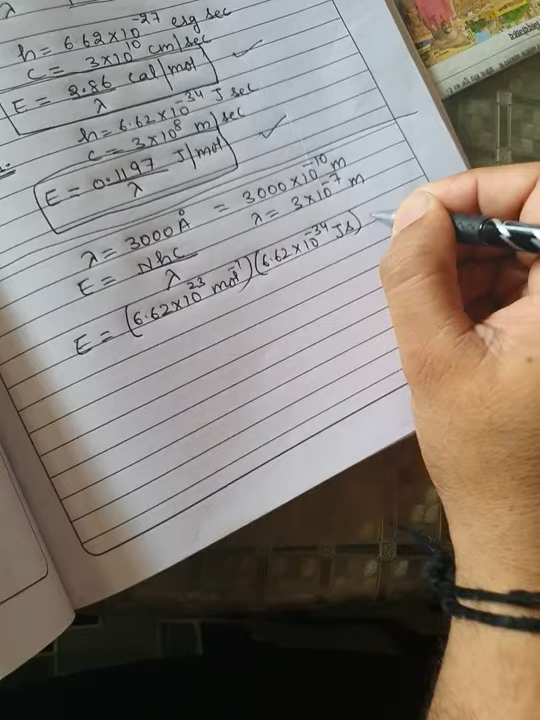 λ
h = 6.62×10⁻²⁷ erg sec
c = 3×10¹⁰ cm/sec
E = 2.86/λ cal/mol ✓
h = 6.62×10⁻³⁴ J sec
c = 3×10⁸ m/sec
E = 0.1197/λ J/mol ✓
λ = 3000 Å = 3000×10⁻¹⁰ m
E = Nhc/λ λ = 3×10⁻⁷ m
E = (6.62×10²³ mol⁻¹)(6.62×10⁻³⁴ Js)